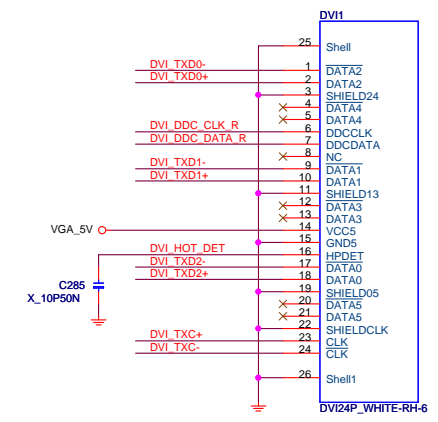 DVI1
25 Shell
DVI_TXD0- 1 DATA2
DVI_TXD0+ 2 DATA2
3 SHIELD24
4 DATA4
5 DATA4
DVI_DDC_CLK_R 6 DDCCLK
DVI_DDC_DATA_R 7 DDCDATA
8 NC
DVI_TXD1- 9 DATA1
DVI_TXD1+ 10 DATA1
11 SHIELD13
12 DATA3
13 DATA3
VGA_5V 14 VCC5
15 GND5
DVI_HOT_DET 16 HPDET
DVI_TXD2- 17 DATA0
DVI_TXD2+ 18 DATA0
C285
X_10P50N
19 SHIELD05
20 DATA5
21 DATA5
22 SHIELDCLK
DVI_TXC+ 23 CLK
DVI_TXC- 24 CLK
26 Shell1
DVI24P_WHITE-RH-6